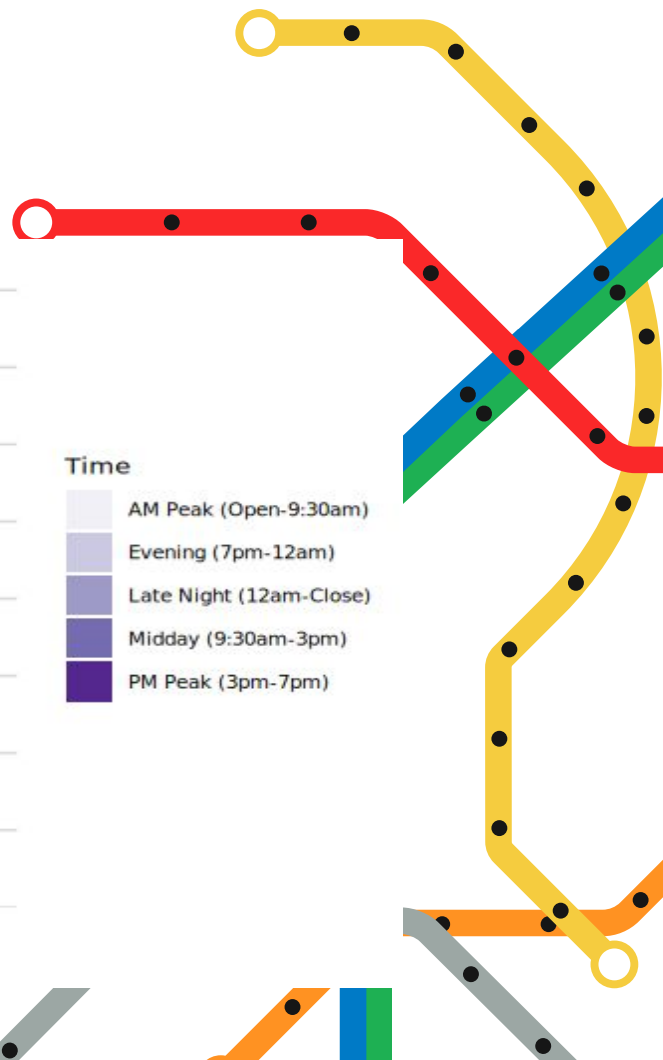 Time
AM Peak (Open-9:30am)
Evening (7pm-12am)
Late Night (12am-Close)
Midday (9:30am-3pm)
PM Peak (3pm-7pm)